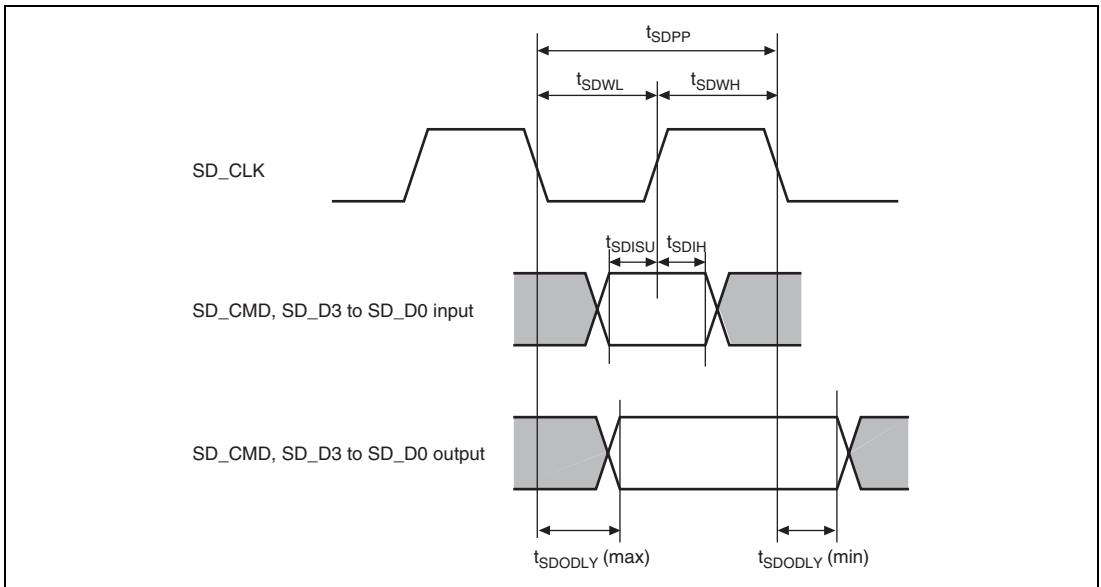 tSDPP
tSDWL tSDWH
SD_CLK
tSDISU tSDIH
SD_CMD, SD_D3 to SD_D0 input
SD_CMD, SD_D3 to SD_D0 output
tSDODLY (max) tSDODLY (min)